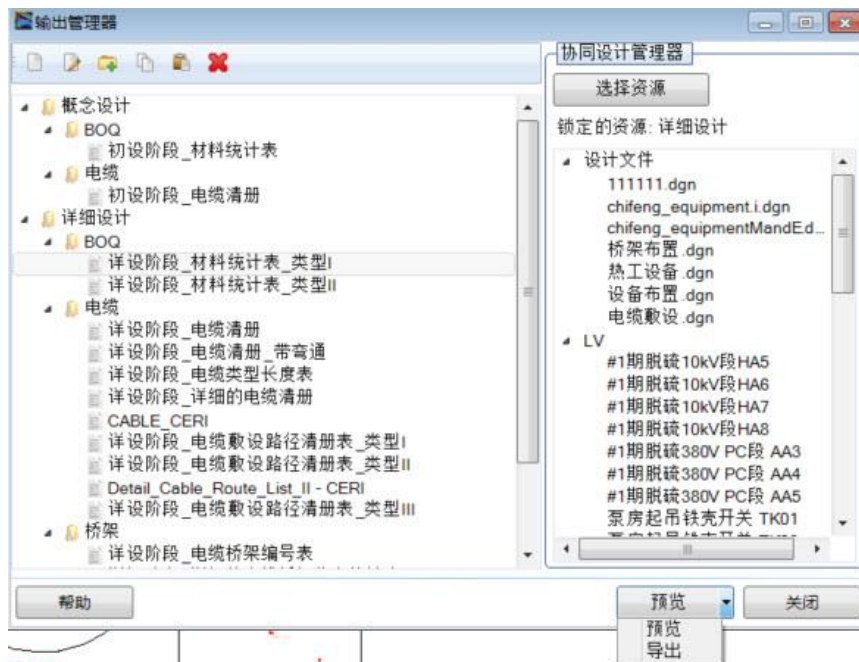 输出管理器
概念设计
BOQ
初设阶段_材料统计表
电缆
初设阶段_电缆清册
详细设计
BOQ
详设阶段_材料统计表_类型I
详设阶段_材料统计表_类型II
电缆
详设阶段_电缆清册
详设阶段_电缆清册_带弯通
详设阶段_电缆类型长度表
详设阶段_详细的电缆清册
CABLE_CERI
详设阶段_电缆敷设路径清册表_类型I
详设阶段_电缆敷设路径清册表_类型II
Detail_Cable_Route_List_II - CERI
详设阶段_电缆敷设路径清册表_类型III
桥架
详设阶段_电缆桥架编号表
协同设计管理器
选择资源
锁定的资源: 详细设计
设计文件
111111.dgn
chifeng_equipment.i.dgn
chifeng_equipmentMandE.d...
桥架布置.dgn
热工设备.dgn
设备布置.dgn
电缆敷设.dgn
LV
#1期脱硫10kV段HA5
#1期脱硫10kV段HA6
#1期脱硫10kV段HA7
#1期脱硫10kV段HA8
#1期脱硫380V PC段 AA3
#1期脱硫380V PC段 AA4
#1期脱硫380V PC段 AA5
泵房起吊铁壳开关 TK01
帮助
预览
关闭
预览
导出